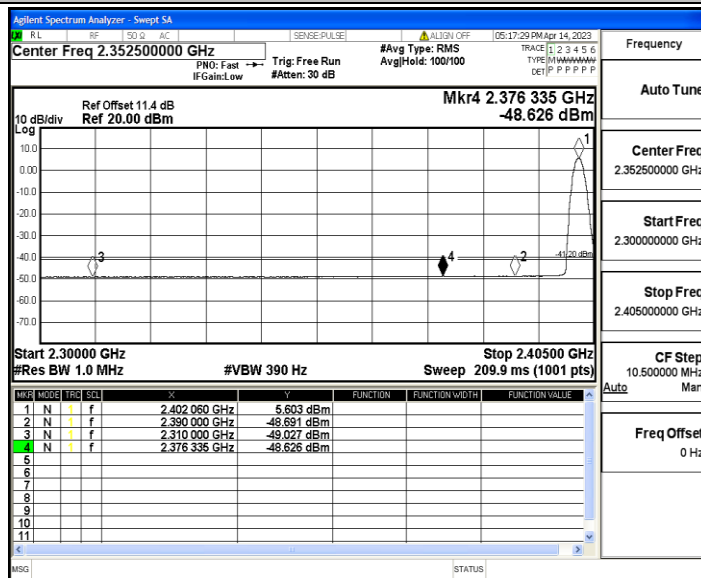 Agilent Spectrum Analyzer - Swept SA
RL RF 50 Ω AC SENSE:PULSE ALIGN OFF 05:17:29 PM Apr 14, 2023
Center Freq 2.352500000 GHz
PNO: Fast
IFGain:Low
Trig: Free Run
#Atten: 30 dB
#Avg Type: RMS
Avg|Hold: 100/100
TRACE 1 2 3 4 5 6
TYPE M W W W W W
DET P P P P P P
Ref Offset 11.4 dB
10 dB/div Ref 20.00 dBm
Log
Mkr4 2.376 335 GHz
-48.626 dBm
10.0
0.00
-10.0
-20.0
-30.0
-40.0
-50.0
-60.0
-70.0
1
3
4
2
-41.20 dBm
Start 2.30000 GHz Stop 2.40500 GHz
#Res BW 1.0 MHz #VBW 390 Hz Sweep 209.9 ms (1001 pts)
MKR MODE TRC SCL X Y FUNCTION FUNCTION WIDTH FUNCTION VALUE
1 N 1 f 2.402 060 GHz 5.603 dBm
2 N 1 f 2.390 000 GHz -48.691 dBm
3 N 1 f 2.310 000 GHz -49.027 dBm
4 N 1 f 2.376 335 GHz -48.626 dBm
5
6
7
8
9
10
11
MSG STATUS
Frequency
Auto Tune
Center Freq
2.352500000 GHz
Start Freq
2.300000000 GHz
Stop Freq
2.405000000 GHz
CF Step
10.500000 MHz
Auto Man
Freq Offset
0 Hz